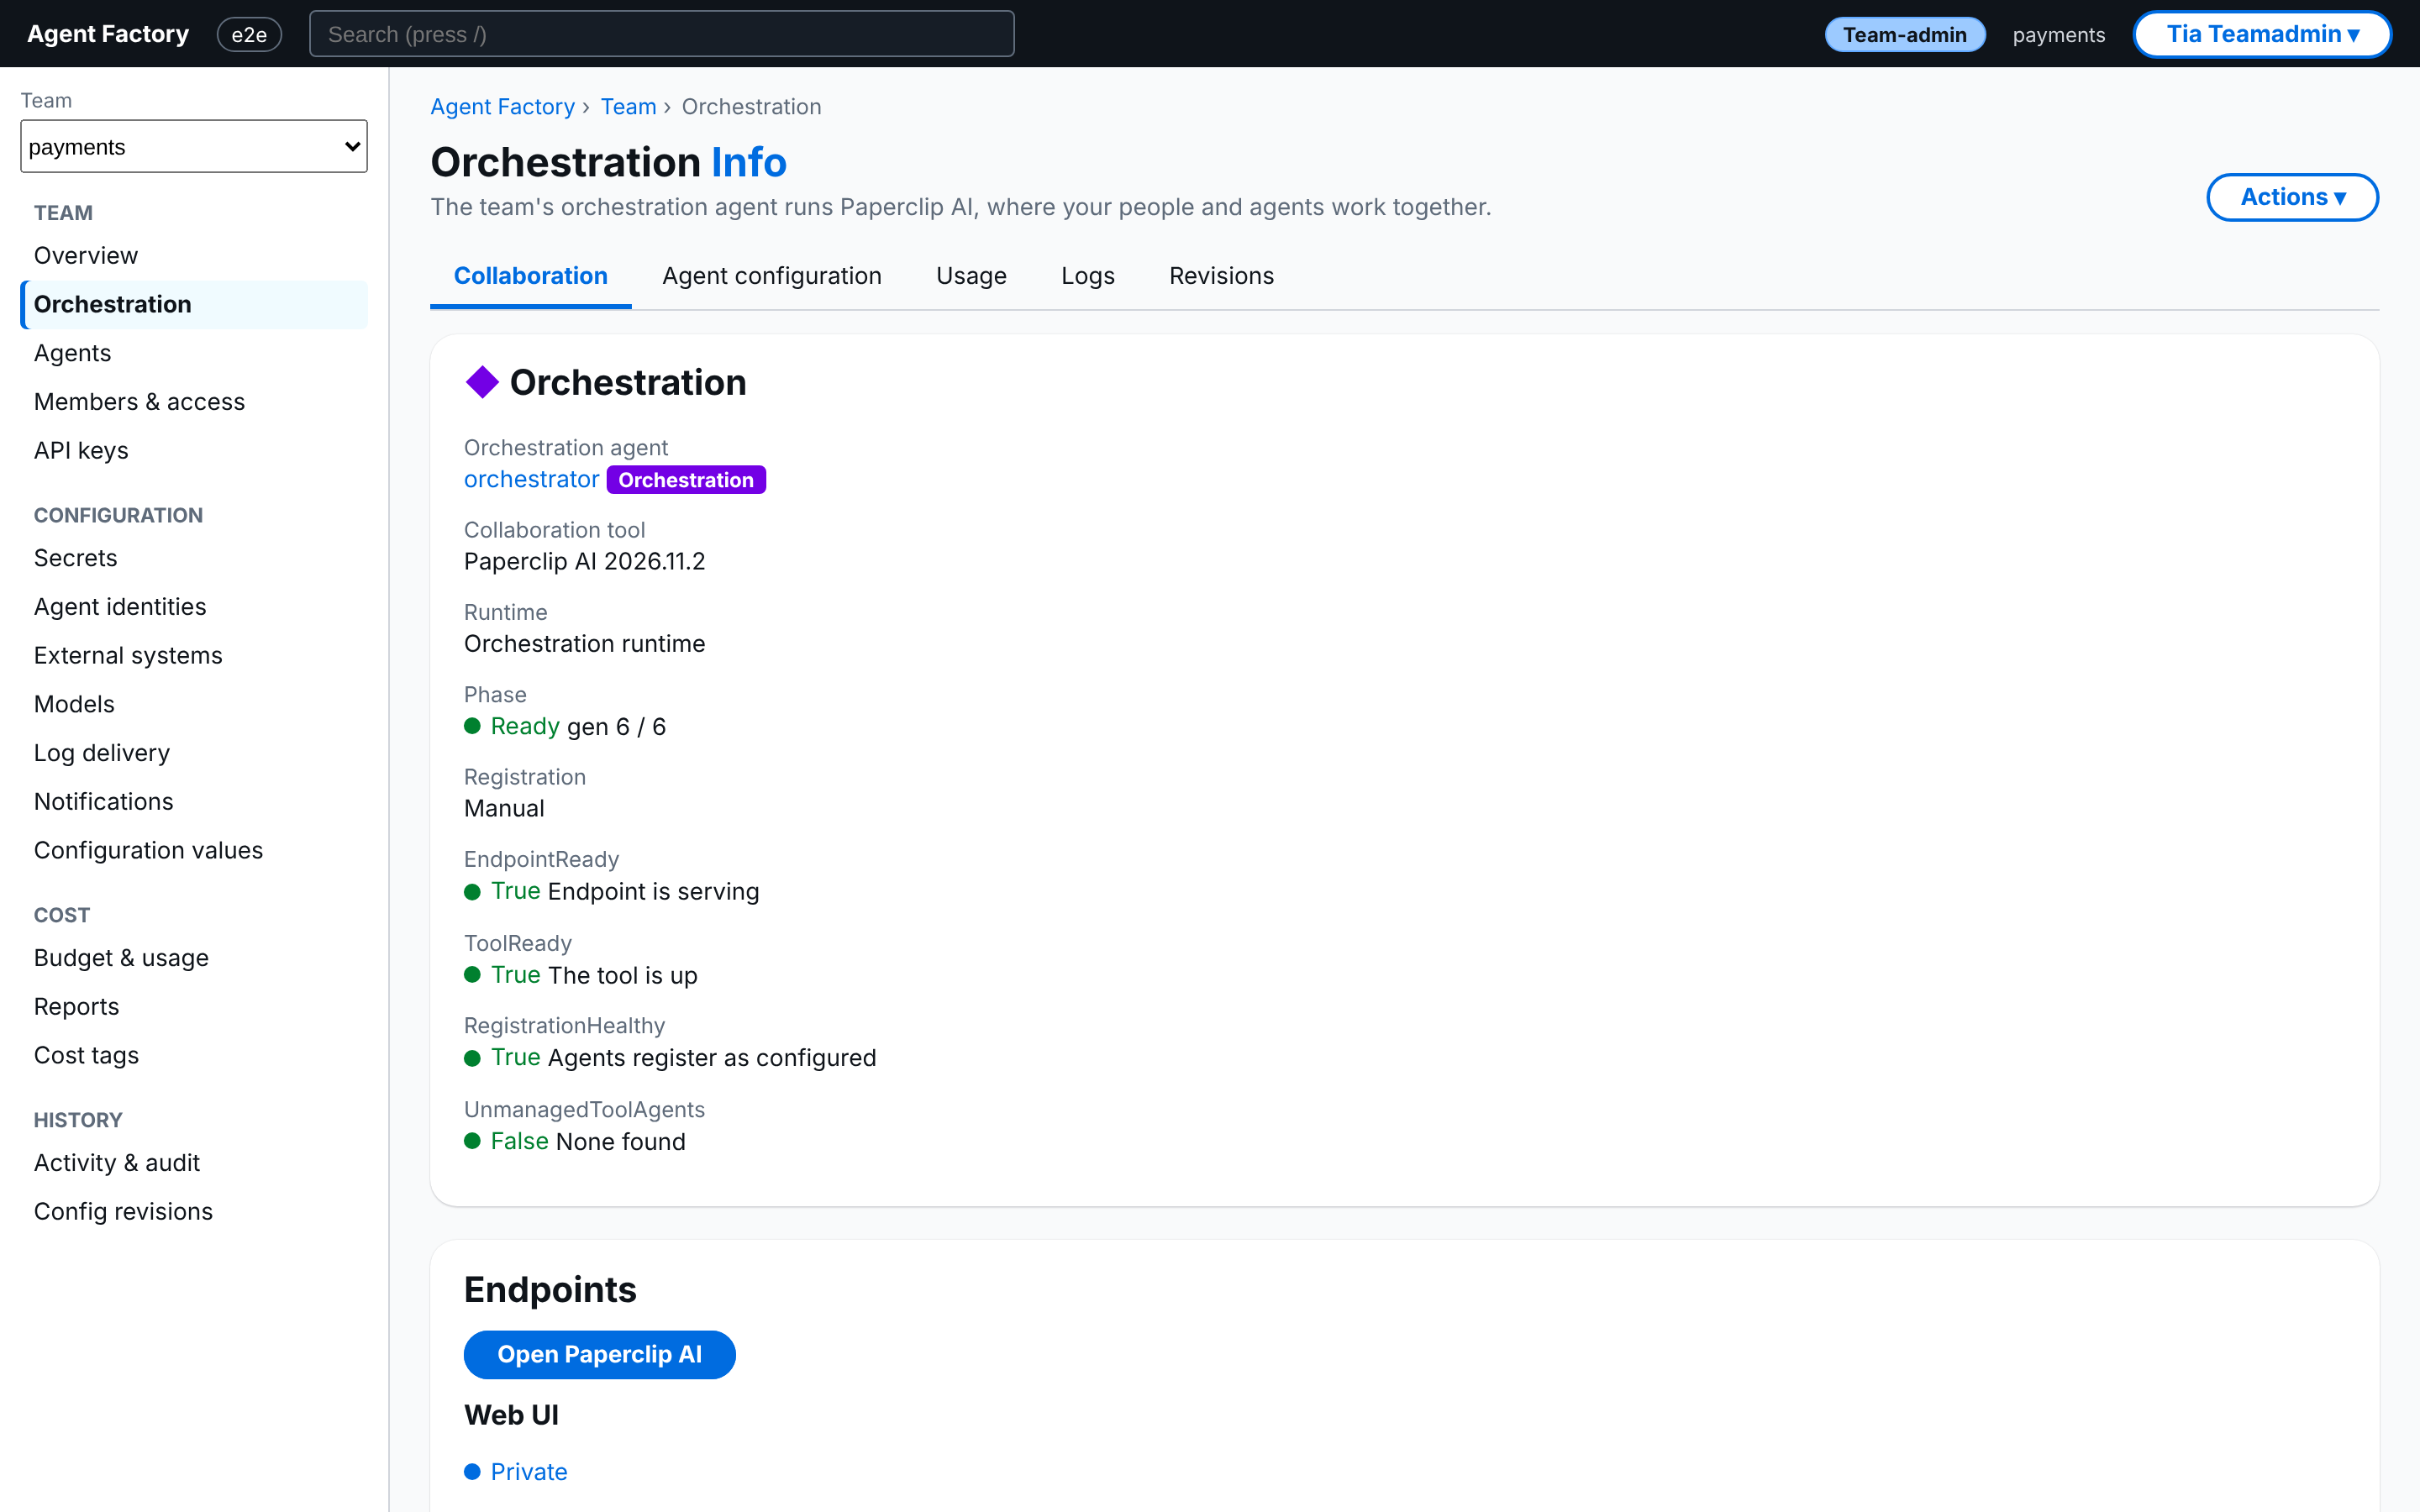 Agent Factory
e2e
Search (press /)
Team-admin
payments
Tia Teamadmin ▾
Team
payments
TEAM
Overview
Orchestration
Agents
Members & access
API keys
CONFIGURATION
Secrets
Agent identities
External systems
Models
Log delivery
Notifications
Configuration values
COST
Budget & usage
Reports
Cost tags
HISTORY
Activity & audit
Config revisions
Agent Factory › Team › Orchestration
Orchestration Info
The team's orchestration agent runs Paperclip AI, where your people and agents work together.
Actions ▾
Collaboration
Agent configuration
Usage
Logs
Revisions
Orchestration
Orchestration agent
orchestrator Orchestration
Collaboration tool
Paperclip AI 2026.11.2
Runtime
Orchestration runtime
Phase
Ready gen 6 / 6
Registration
Manual
EndpointReady
True Endpoint is serving
ToolReady
True The tool is up
RegistrationHealthy
True Agents register as configured
UnmanagedToolAgents
False None found
Endpoints
Open Paperclip AI
Web UI
Private